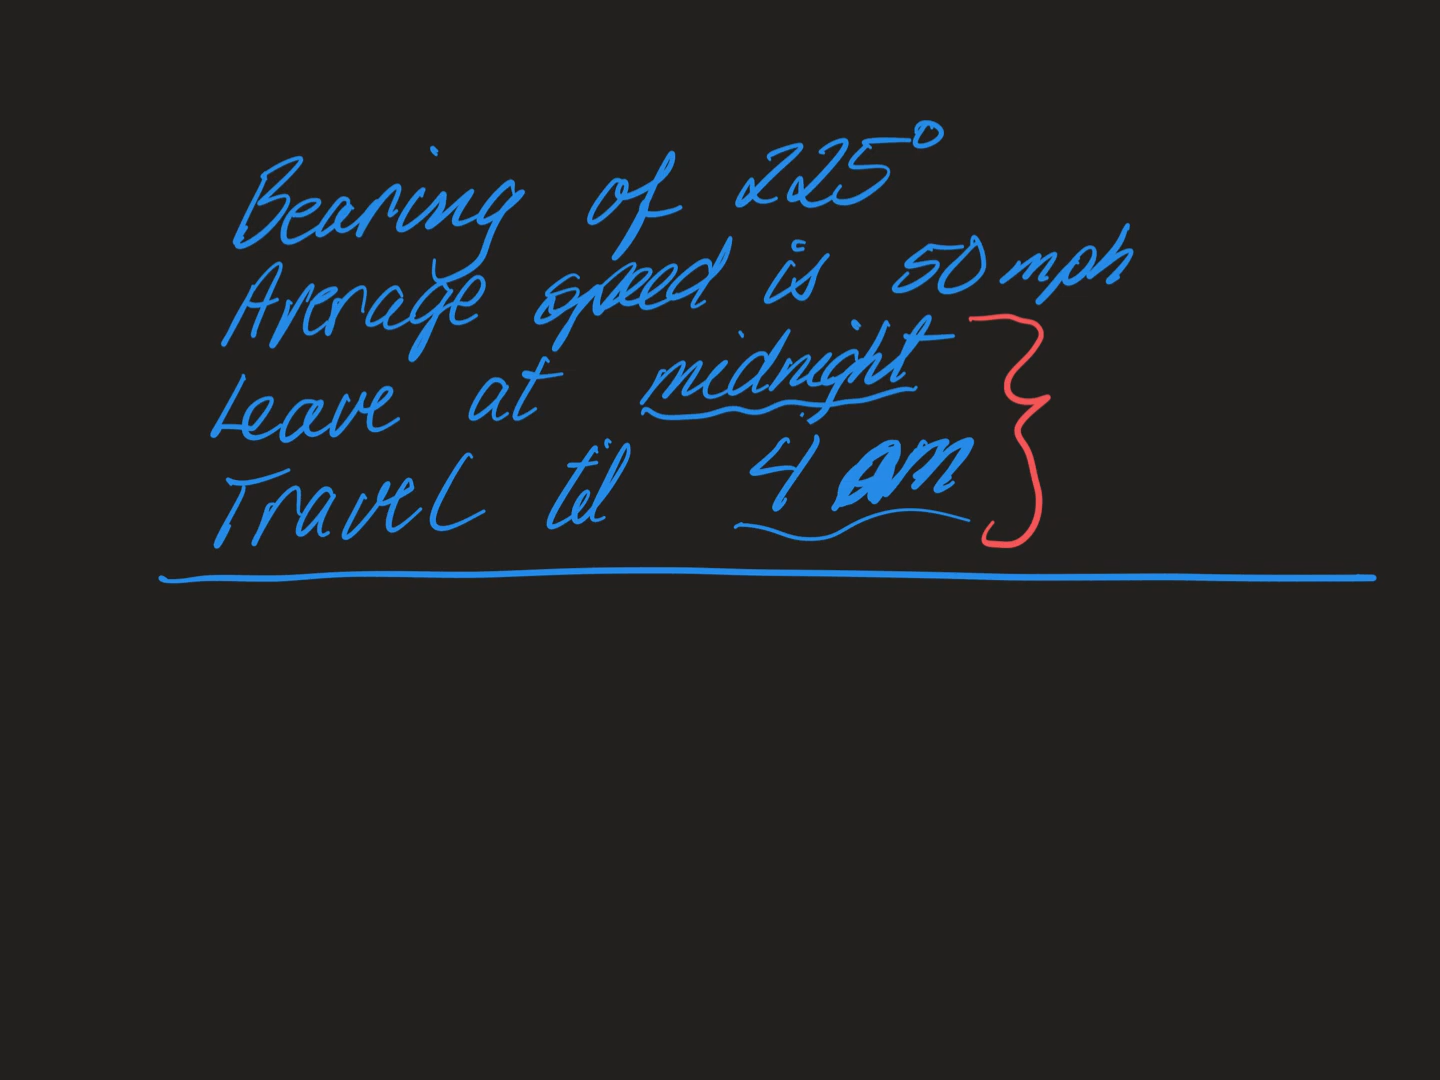 Bearing of 225°
Average speed is 50 mph
Leave at midnight
Travel til 4 am